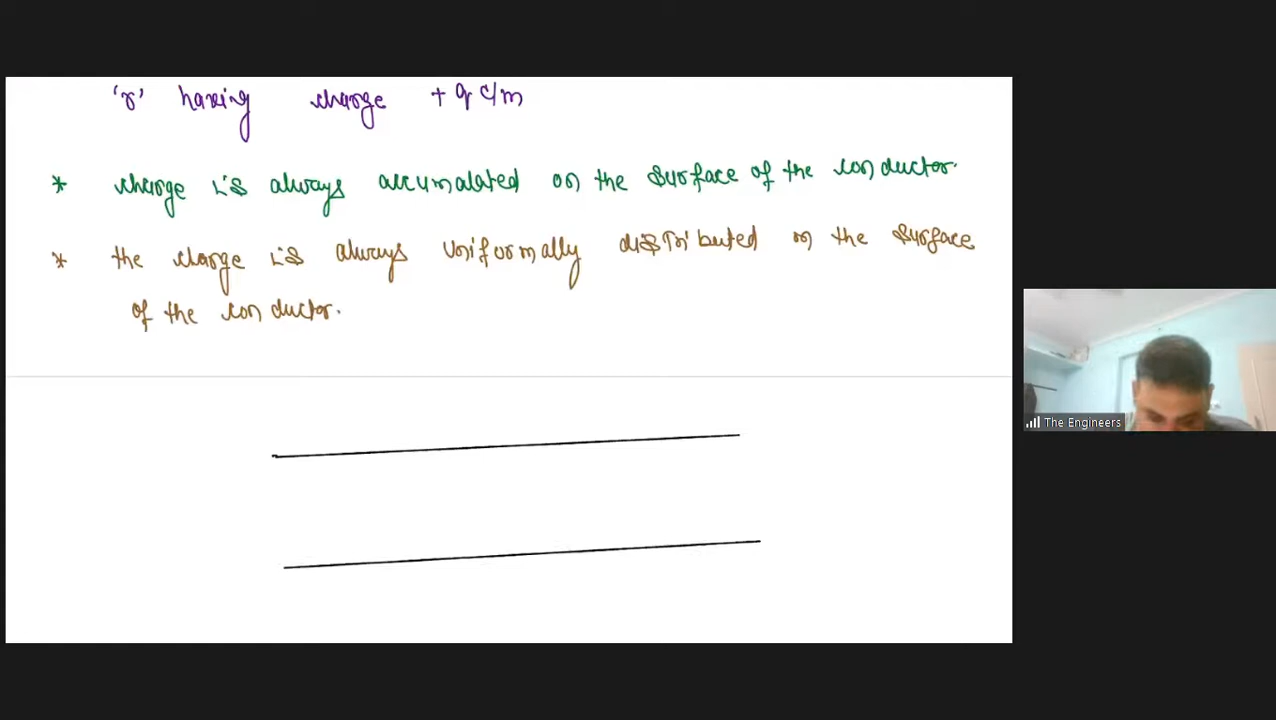 'r' having charge + q c/m
* charge is always accumalated on the surface of the conductor.
* the charge is always uniformally distributed on the surface
of the conductor.
The Engineers